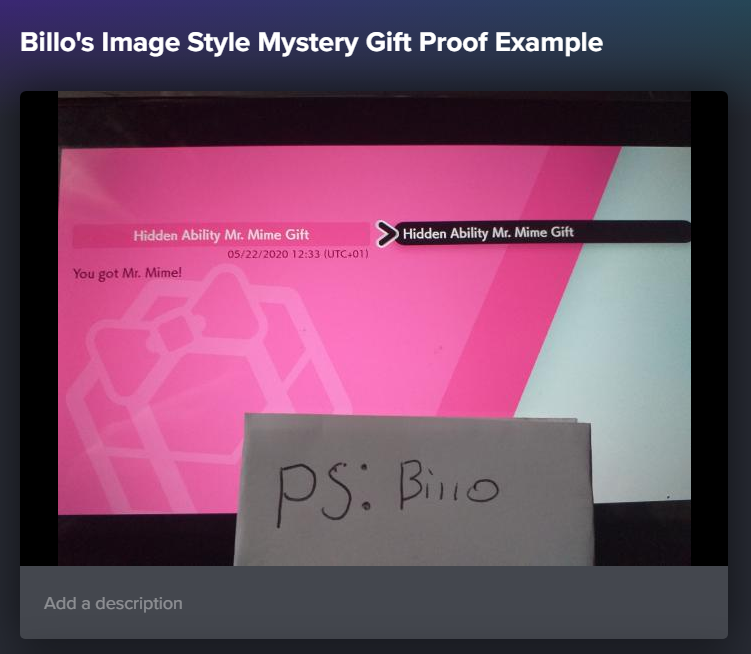 Billo's Image Style Mystery Gift Proof Example
Hidden Ability Mr. Mime Gift
Hidden Ability Mr. Mime Gift
05/22/2020 12:33 (UTC+01)
You got Mr. Mime!
PS: Billo
Add a description